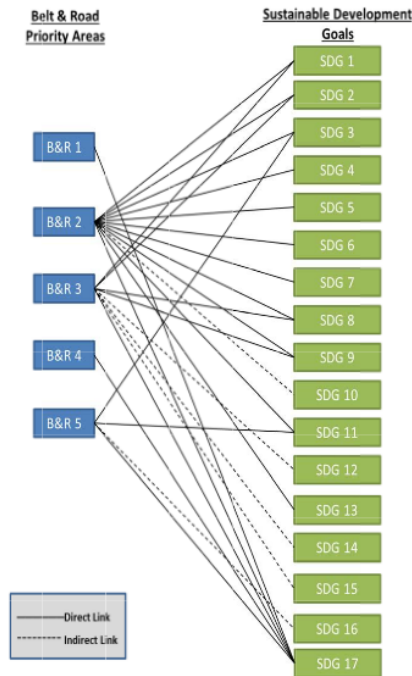 Belt & Road
Priority Areas
Sustainable Development
Goals
B&R 1
B&R 2
B&R 3
B&R 4
B&R 5
SDG 1
SDG 2
SDG 3
SDG 4
SDG 5
SDG 6
SDG 7
SDG 8
SDG 9
SDG 10
SDG 11
SDG 12
SDG 13
SDG 14
SDG 15
SDG 16
SDG 17
Direct Link
Indirect Link